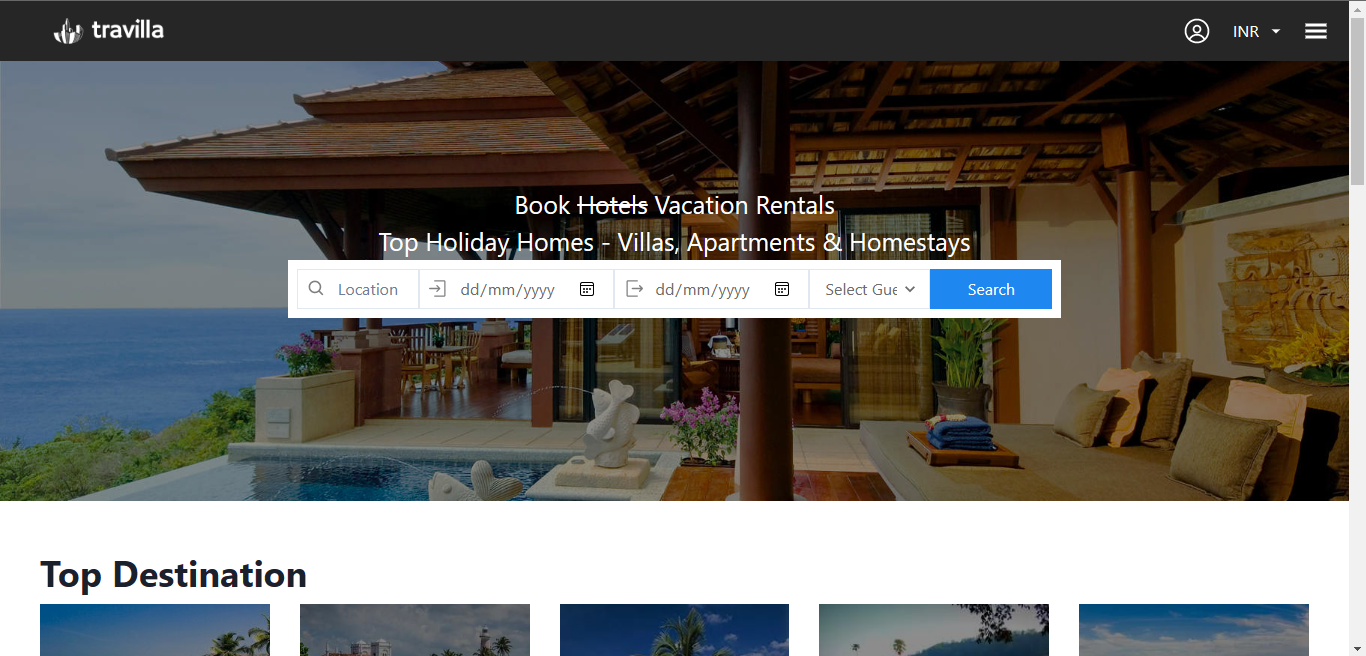 travilla
INR
Book Hotels Vacation Rentals
Top Holiday Homes - Villas, Apartments & Homestays
Location dd/mm/yyyy dd/mm/yyyy Select Gue Search
Top Destination